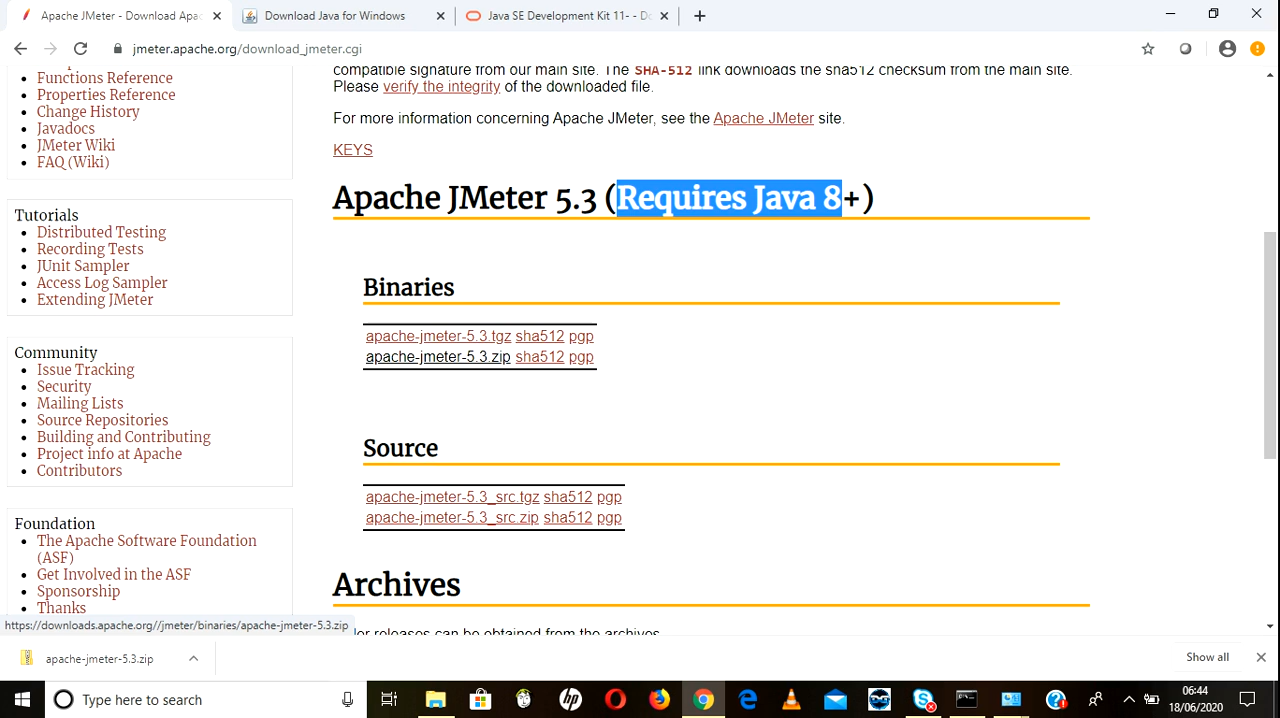 Apache JMeter - Download Apac
Download Java for Windows
Java SE Development Kit 11- - Do
jmeter.apache.org/download_jmeter.cgi
Functions Reference
Properties Reference
Change History
Javadocs
JMeter Wiki
FAQ (Wiki)
Tutorials
Distributed Testing
Recording Tests
JUnit Sampler
Access Log Sampler
Extending JMeter
Community
Issue Tracking
Security
Mailing Lists
Source Repositories
Building and Contributing
Project info at Apache
Contributors
Foundation
The Apache Software Foundation
(ASF)
Get Involved in the ASF
Sponsorship
Thanks
compatible signature from our main site. The SHA-512 link downloads the sha512 checksum from the main site.
Please verify the integrity of the downloaded file.
For more information concerning Apache JMeter, see the Apache JMeter site.
KEYS
Apache JMeter 5.3 (Requires Java 8+)
Binaries
apache-jmeter-5.3.tgz sha512 pgp
apache-jmeter-5.3.zip sha512 pgp
Source
apache-jmeter-5.3_src.tgz sha512 pgp
apache-jmeter-5.3_src.zip sha512 pgp
Archives
releases can be obtained from the archives.
https://downloads.apache.org//jmeter/binaries/apache-jmeter-5.3.zip
apache-jmeter-5.3.zip
Show all
Type here to search
06:44
18/06/2020